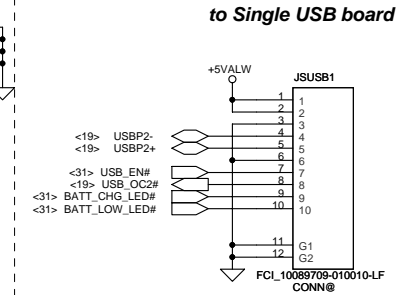 to Single USB board
+5VALW
JSUSB1
1 1
2 2
3 3
<19> USBP2- 4 4
<19> USBP2+ 5 5
6 6
<31> USB_EN# 7 7
<19> USB_OC2# 8 8
<31> BATT_CHG_LED# 9 9
<31> BATT_LOW_LED# 10 10
11 G1
12 G2
FCI_10089709-010010-LF
CONN@